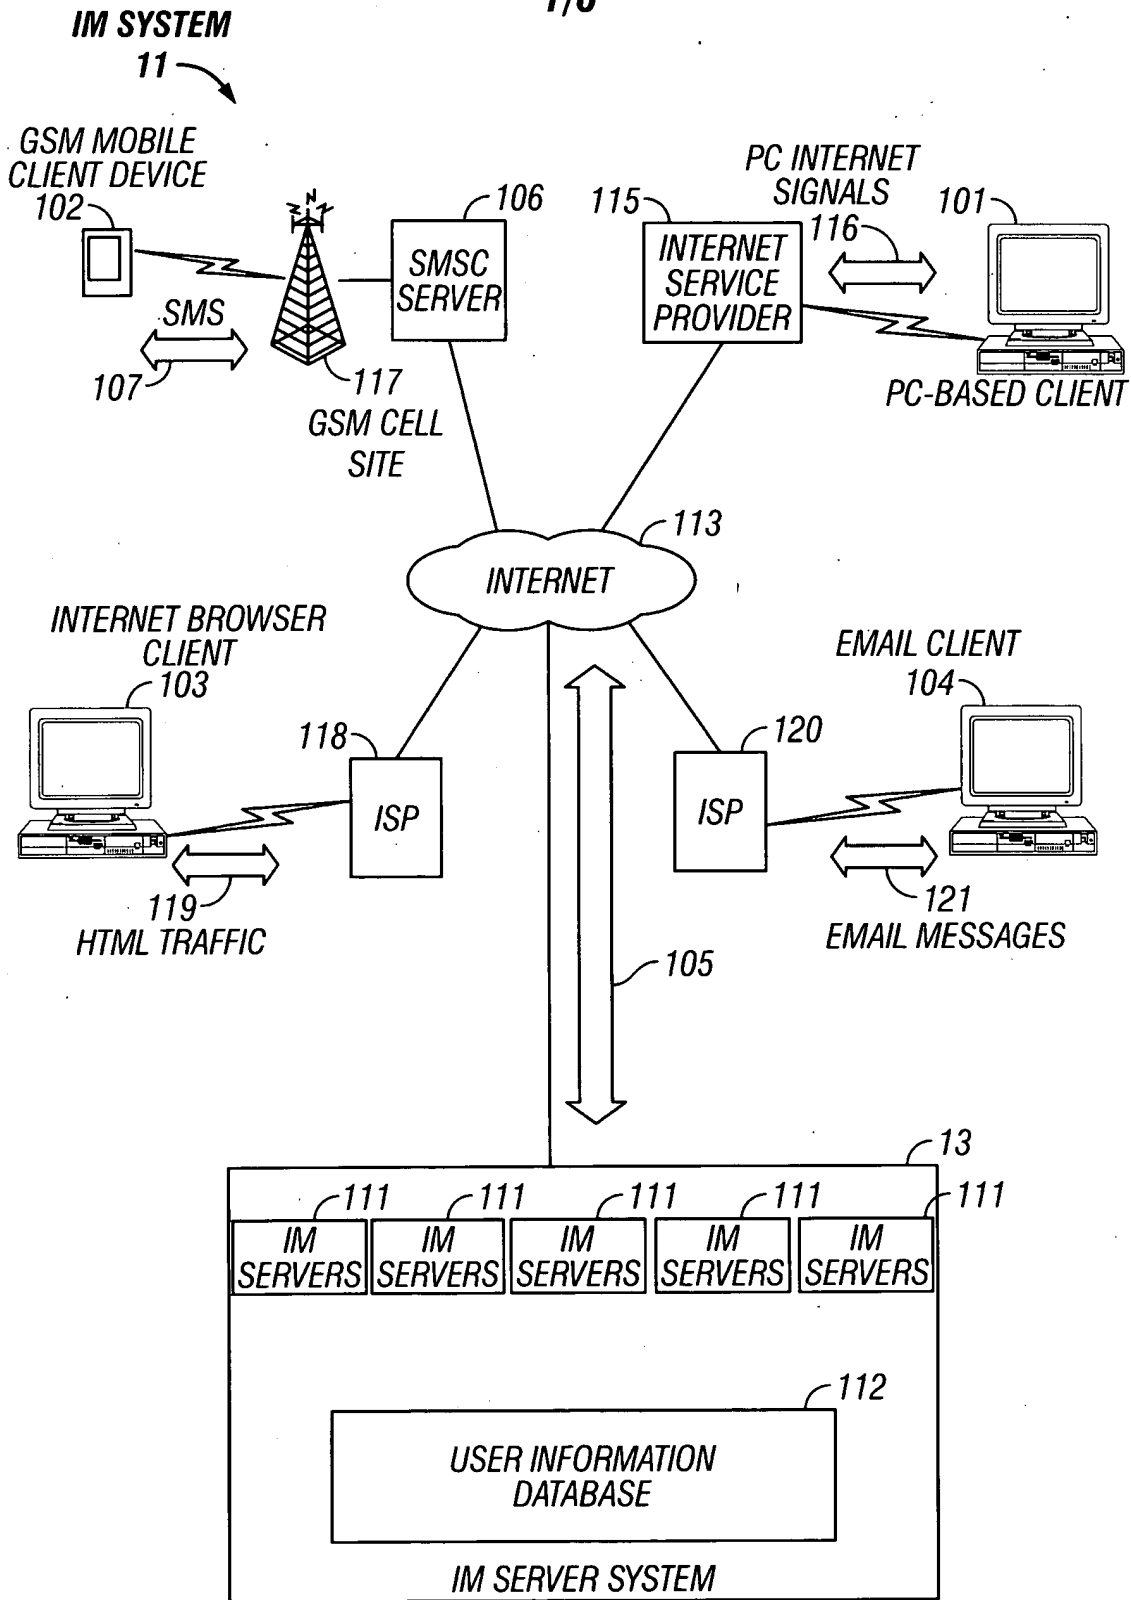 IM SYSTEM
11
GSM MOBILE
CLIENT DEVICE
102
106
SMSC
SERVER
SMS
107
117
GSM CELL
SITE
115
INTERNET
SERVICE
PROVIDER
PC INTERNET
SIGNALS
116
101
PC-BASED CLIENT
113
INTERNET
INTERNET BROWSER
CLIENT
103
118
ISP
119
HTML TRAFFIC
EMAIL CLIENT
104
120
ISP
121
EMAIL MESSAGES
105
13
111
111
111
111
111
IM
SERVERS
IM
SERVERS
IM
SERVERS
IM
SERVERS
IM
SERVERS
112
USER INFORMATION
DATABASE
IM SERVER SYSTEM